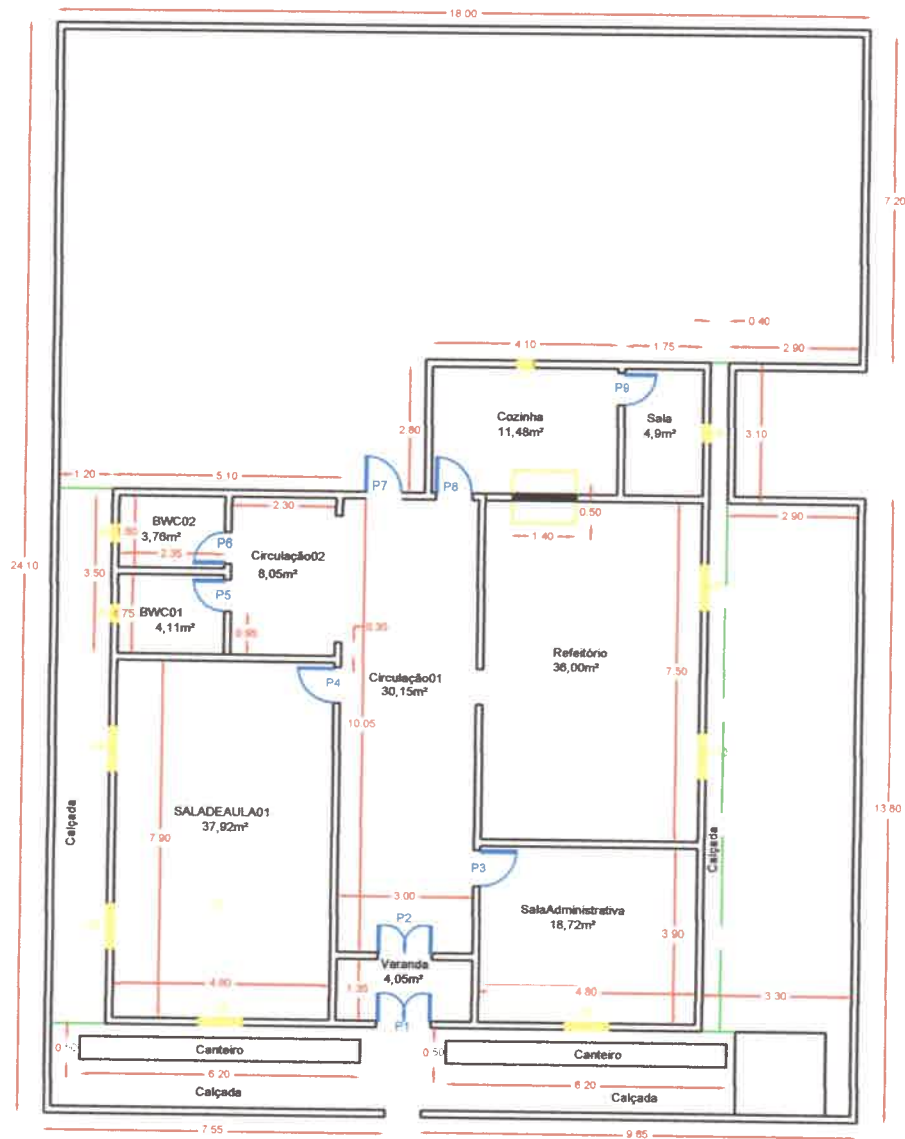 18.00
7.20
0.40
4.10
1.75
2.90
P9
Cozinha
11,48m²
Sala
4,9m²
2.80
3.10
1.20
5.10
P7
P8
2.30
0.50
2.90
BWC02
3,76m²
1.40
P6
2.35
Circulação02
8,05m²
24.10
3.50
P5
BWC01
4,11m²
0.95
0.35
Refeitório
36,00m²
P4
Circulação01
30,15m²
7.50
10.05
SALADEAULA01
37,92m²
7.90
13.80
Calçada
Calçada
P3
3.00
SalaAdministrativa
18,72m²
P2
3.90
Varanda
4,05m²
4.80
1.35
4.80
3.30
P1
0.50
Canteiro
0.50
Canteiro
6.20
6.20
Calçada
Calçada
7.55
9.65